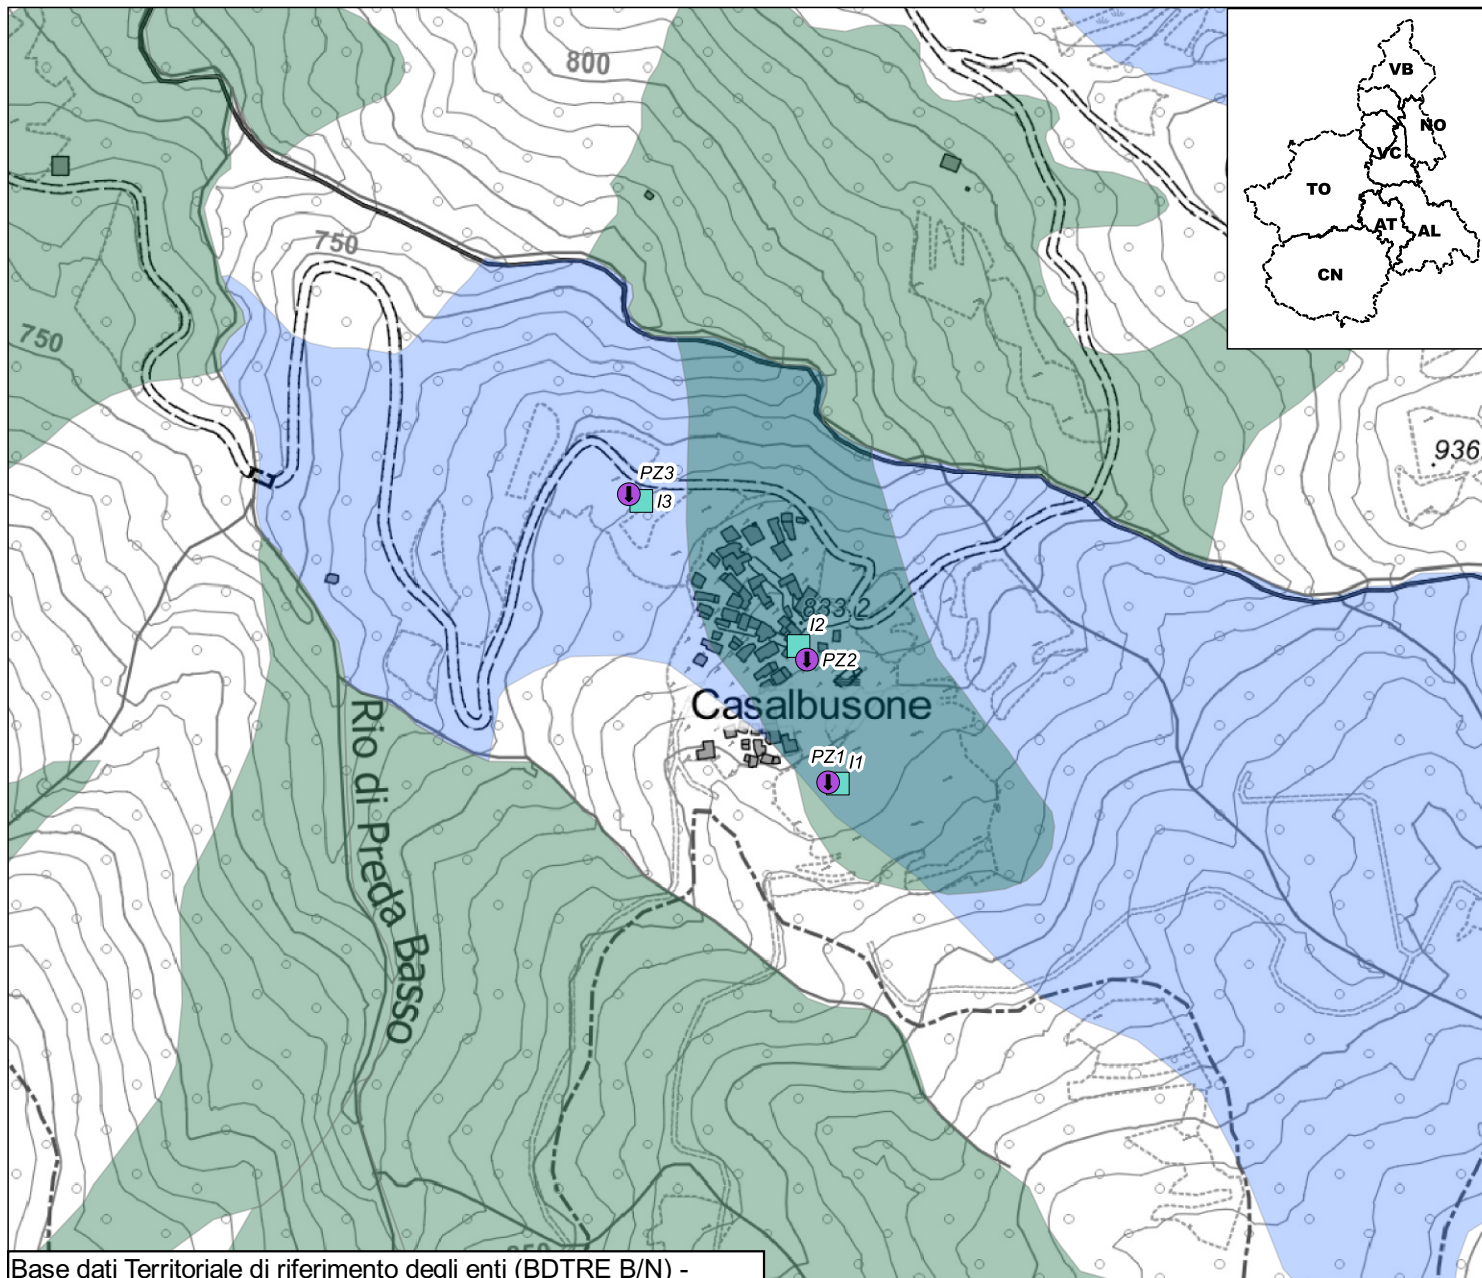 800
VB
NO
VC
TO
AT
AL
CN
750
750
936
PZ3
I3
833.2
I2
PZ2
Casalbusone
PZ1
I1
Rio di Preda Basso
Base dati Territoriale di riferimento degli enti (BDTRE B/N) -